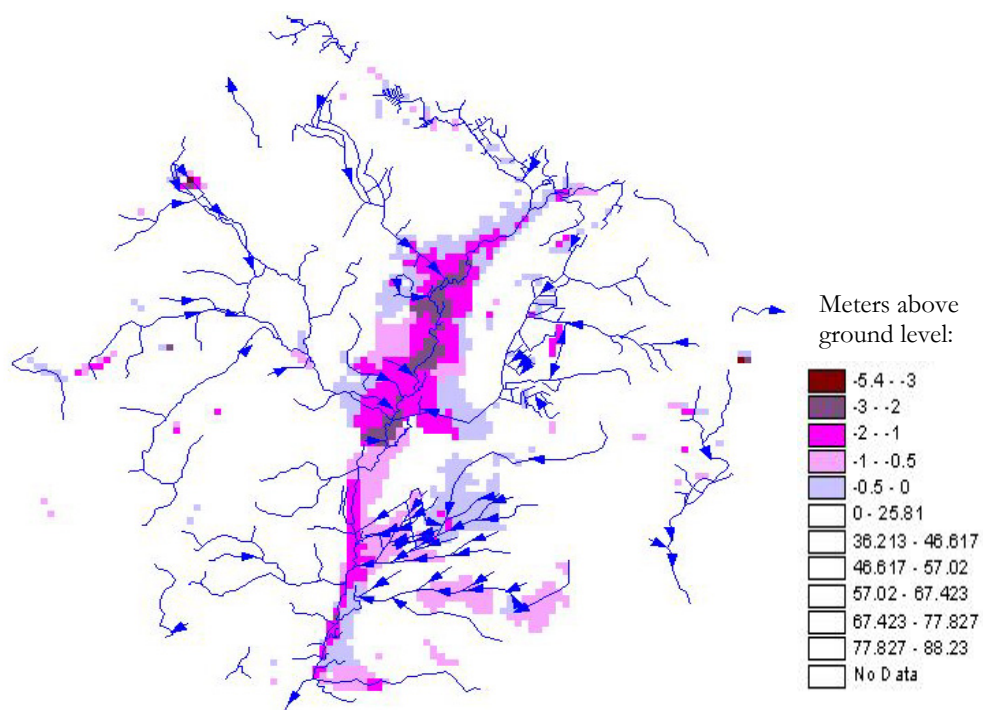 Meters above
ground level:
-5.4 - -3
-3 - -2
-2 - -1
-1 - -0.5
-0.5 - 0
0 - 25.81
36.213 - 46.617
46.617 - 57.02
57.02 - 67.423
67.423 - 77.827
77.827 - 88.23
No Data